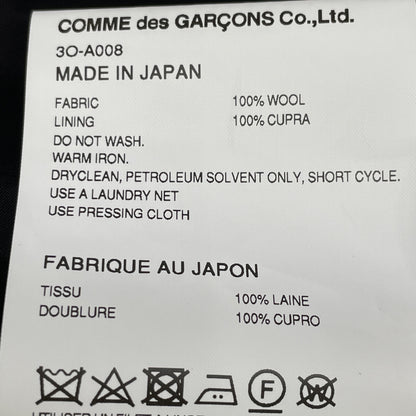 COMME des GARÇONS Co.,Ltd.
3O-A008
MADE IN JAPAN
FABRIC 100% WOOL
LINING 100% CUPRA
DO NOT WASH.
WARM IRON.
DRYCLEAN, PETROLEUM SOLVENT ONLY, SHORT CYCLE.
USE A LAUNDRY NET
USE PRESSING CLOTH
FABRIQUE AU JAPON
TISSU 100% LAINE
DOUBLURE 100% CUPRO
F W